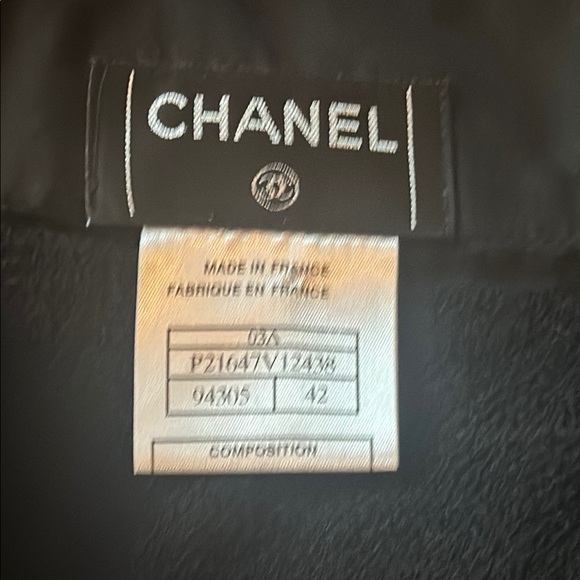 CHANEL
MADE IN FRANCE
FABRIQUE EN FRANCE
03A
P21647V12438
94305 42
COMPOSITION